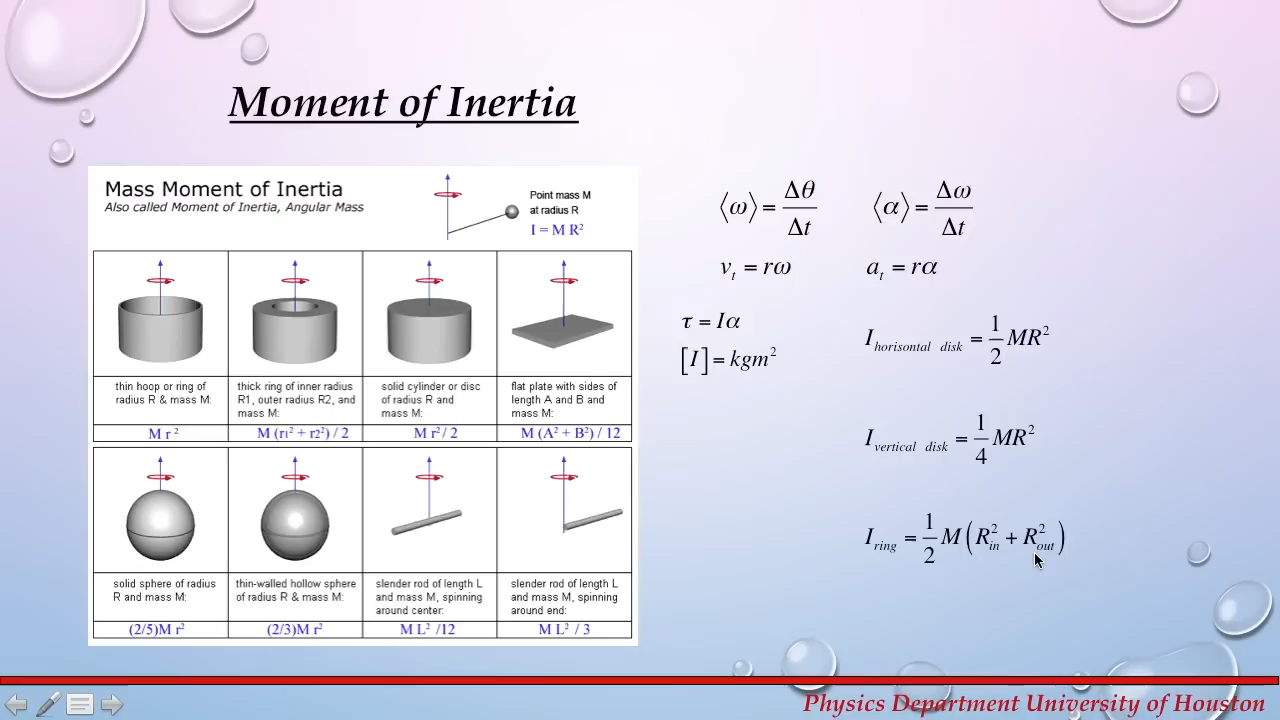 Moment of Inertia
Mass Moment of Inertia
Also called Moment of Inertia, Angular Mass
Point mass M
at radius R
I = M R²
thin hoop or ring of
radius R & mass M:
M r ²
thick ring of inner radius
R1, outer radius R2, and
mass M:
M (r₁² + r₂²) / 2
solid cylinder or disc
of radius R and
mass M:
M r² / 2
flat plate with sides of
length A and B and
mass M:
M (A² + B²) / 12
solid sphere of radius
R and mass M:
(2/5)M r²
thin-walled hollow sphere
of radius R & mass M:
(2/3)M r²
slender rod of length L
and mass M, spinning
around center:
M L² /12
slender rod of length L
and mass M, spinning
around end:
M L² / 3
⟨ω⟩ = Δθ/Δt
⟨α⟩ = Δω/Δt
v_t = rω
a_t = rα
τ = Iα
[I] = kgm²
I_horisontal disk = 1/2 MR²
I_vertical disk = 1/4 MR²
I_ring = 1/2 M (R_in² + R_out²)
Physics Department University of Houston